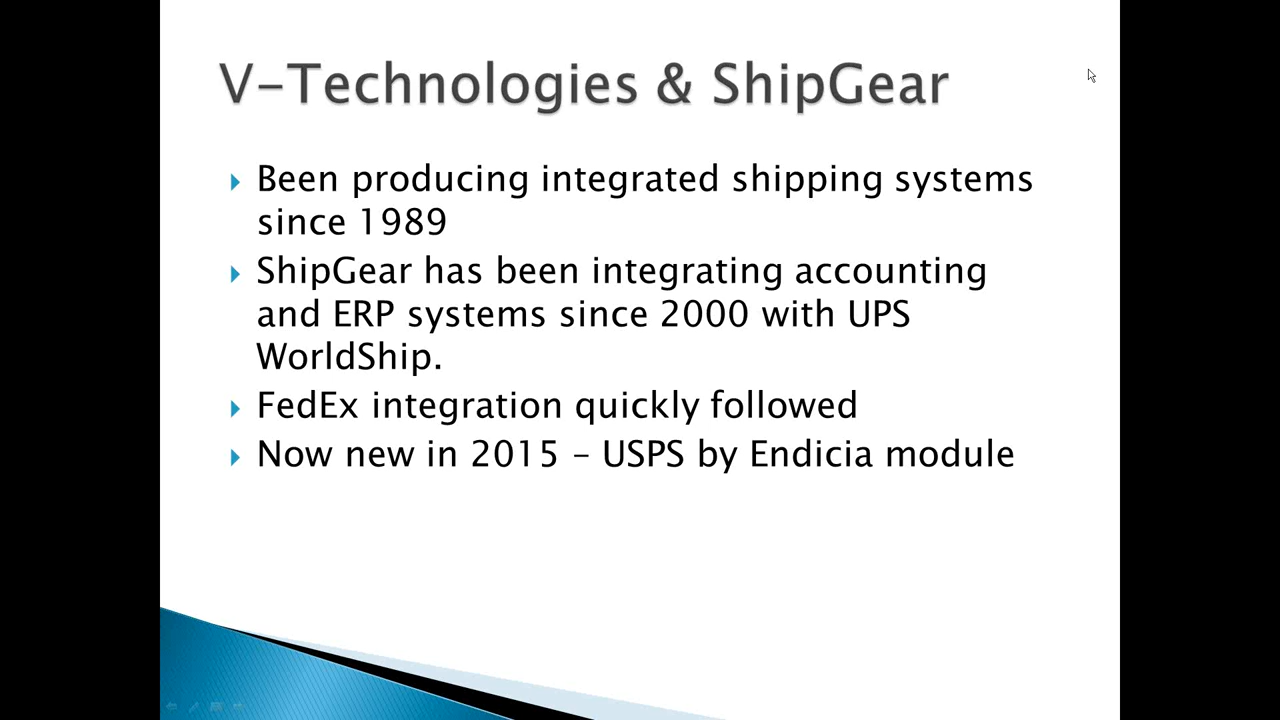 V-Technologies & ShipGear
Been producing integrated shipping systems
since 1989
ShipGear has been integrating accounting
and ERP systems since 2000 with UPS
WorldShip.
FedEx integration quickly followed
Now new in 2015 – USPS by Endicia module